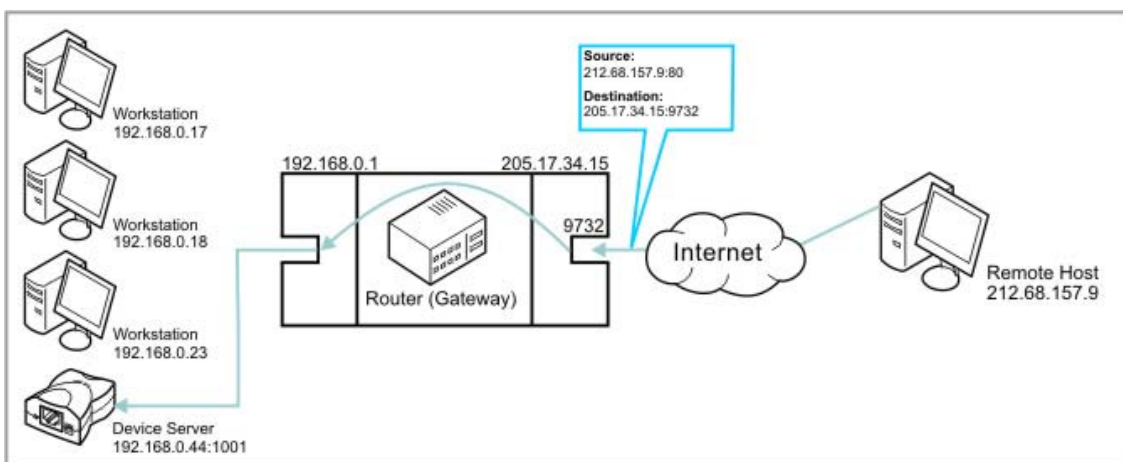 Workstation
192.168.0.17
Workstation
192.168.0.18
Workstation
192.168.0.23
Device Server
192.168.0.44:1001
192.168.0.1
205.17.34.15
9732
Router (Gateway)
Source:
212.68.157.9:80
Destination:
205.17.34.15:9732
Internet
Remote Host
212.68.157.9